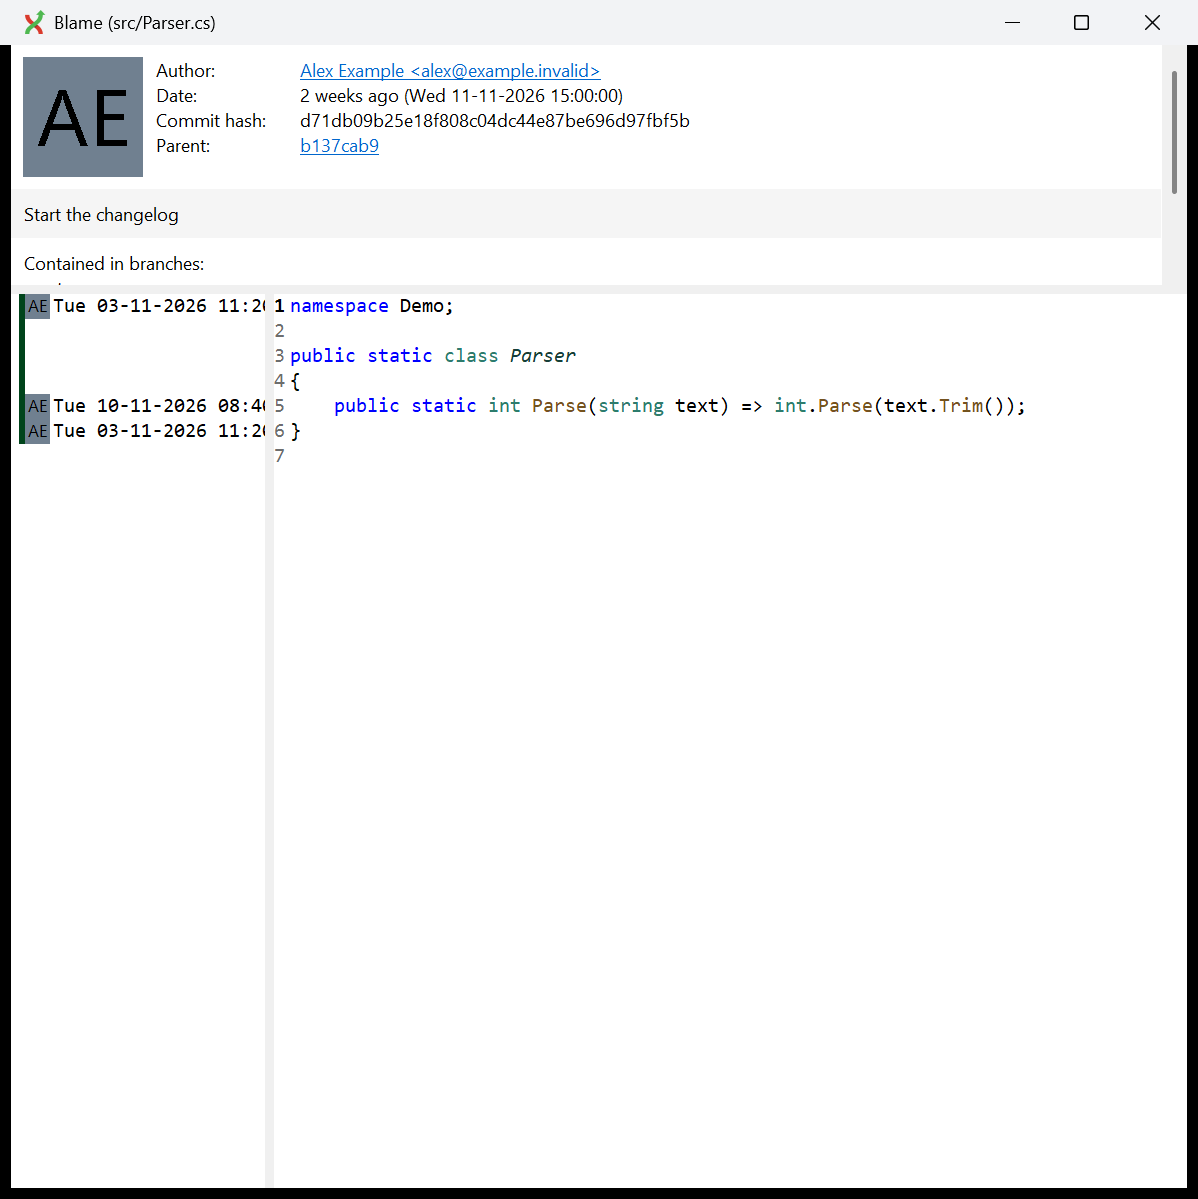 Blame (src/Parser.cs)
AE
Author: Alex Example <alex@example.invalid>
Date: 2 weeks ago (Wed 11-11-2026 15:00:00)
Commit hash: d71db09b25e18f808c04dc44e87be696d97fbf5b
Parent: b137cab9
Start the changelog
Contained in branches:
AE Tue 03-11-2026 11:20 1 namespace Demo;
2
3 public static class Parser
4 {
AE Tue 10-11-2026 08:40 5     public static int Parse(string text) => int.Parse(text.Trim());
AE Tue 03-11-2026 11:20 6 }
7